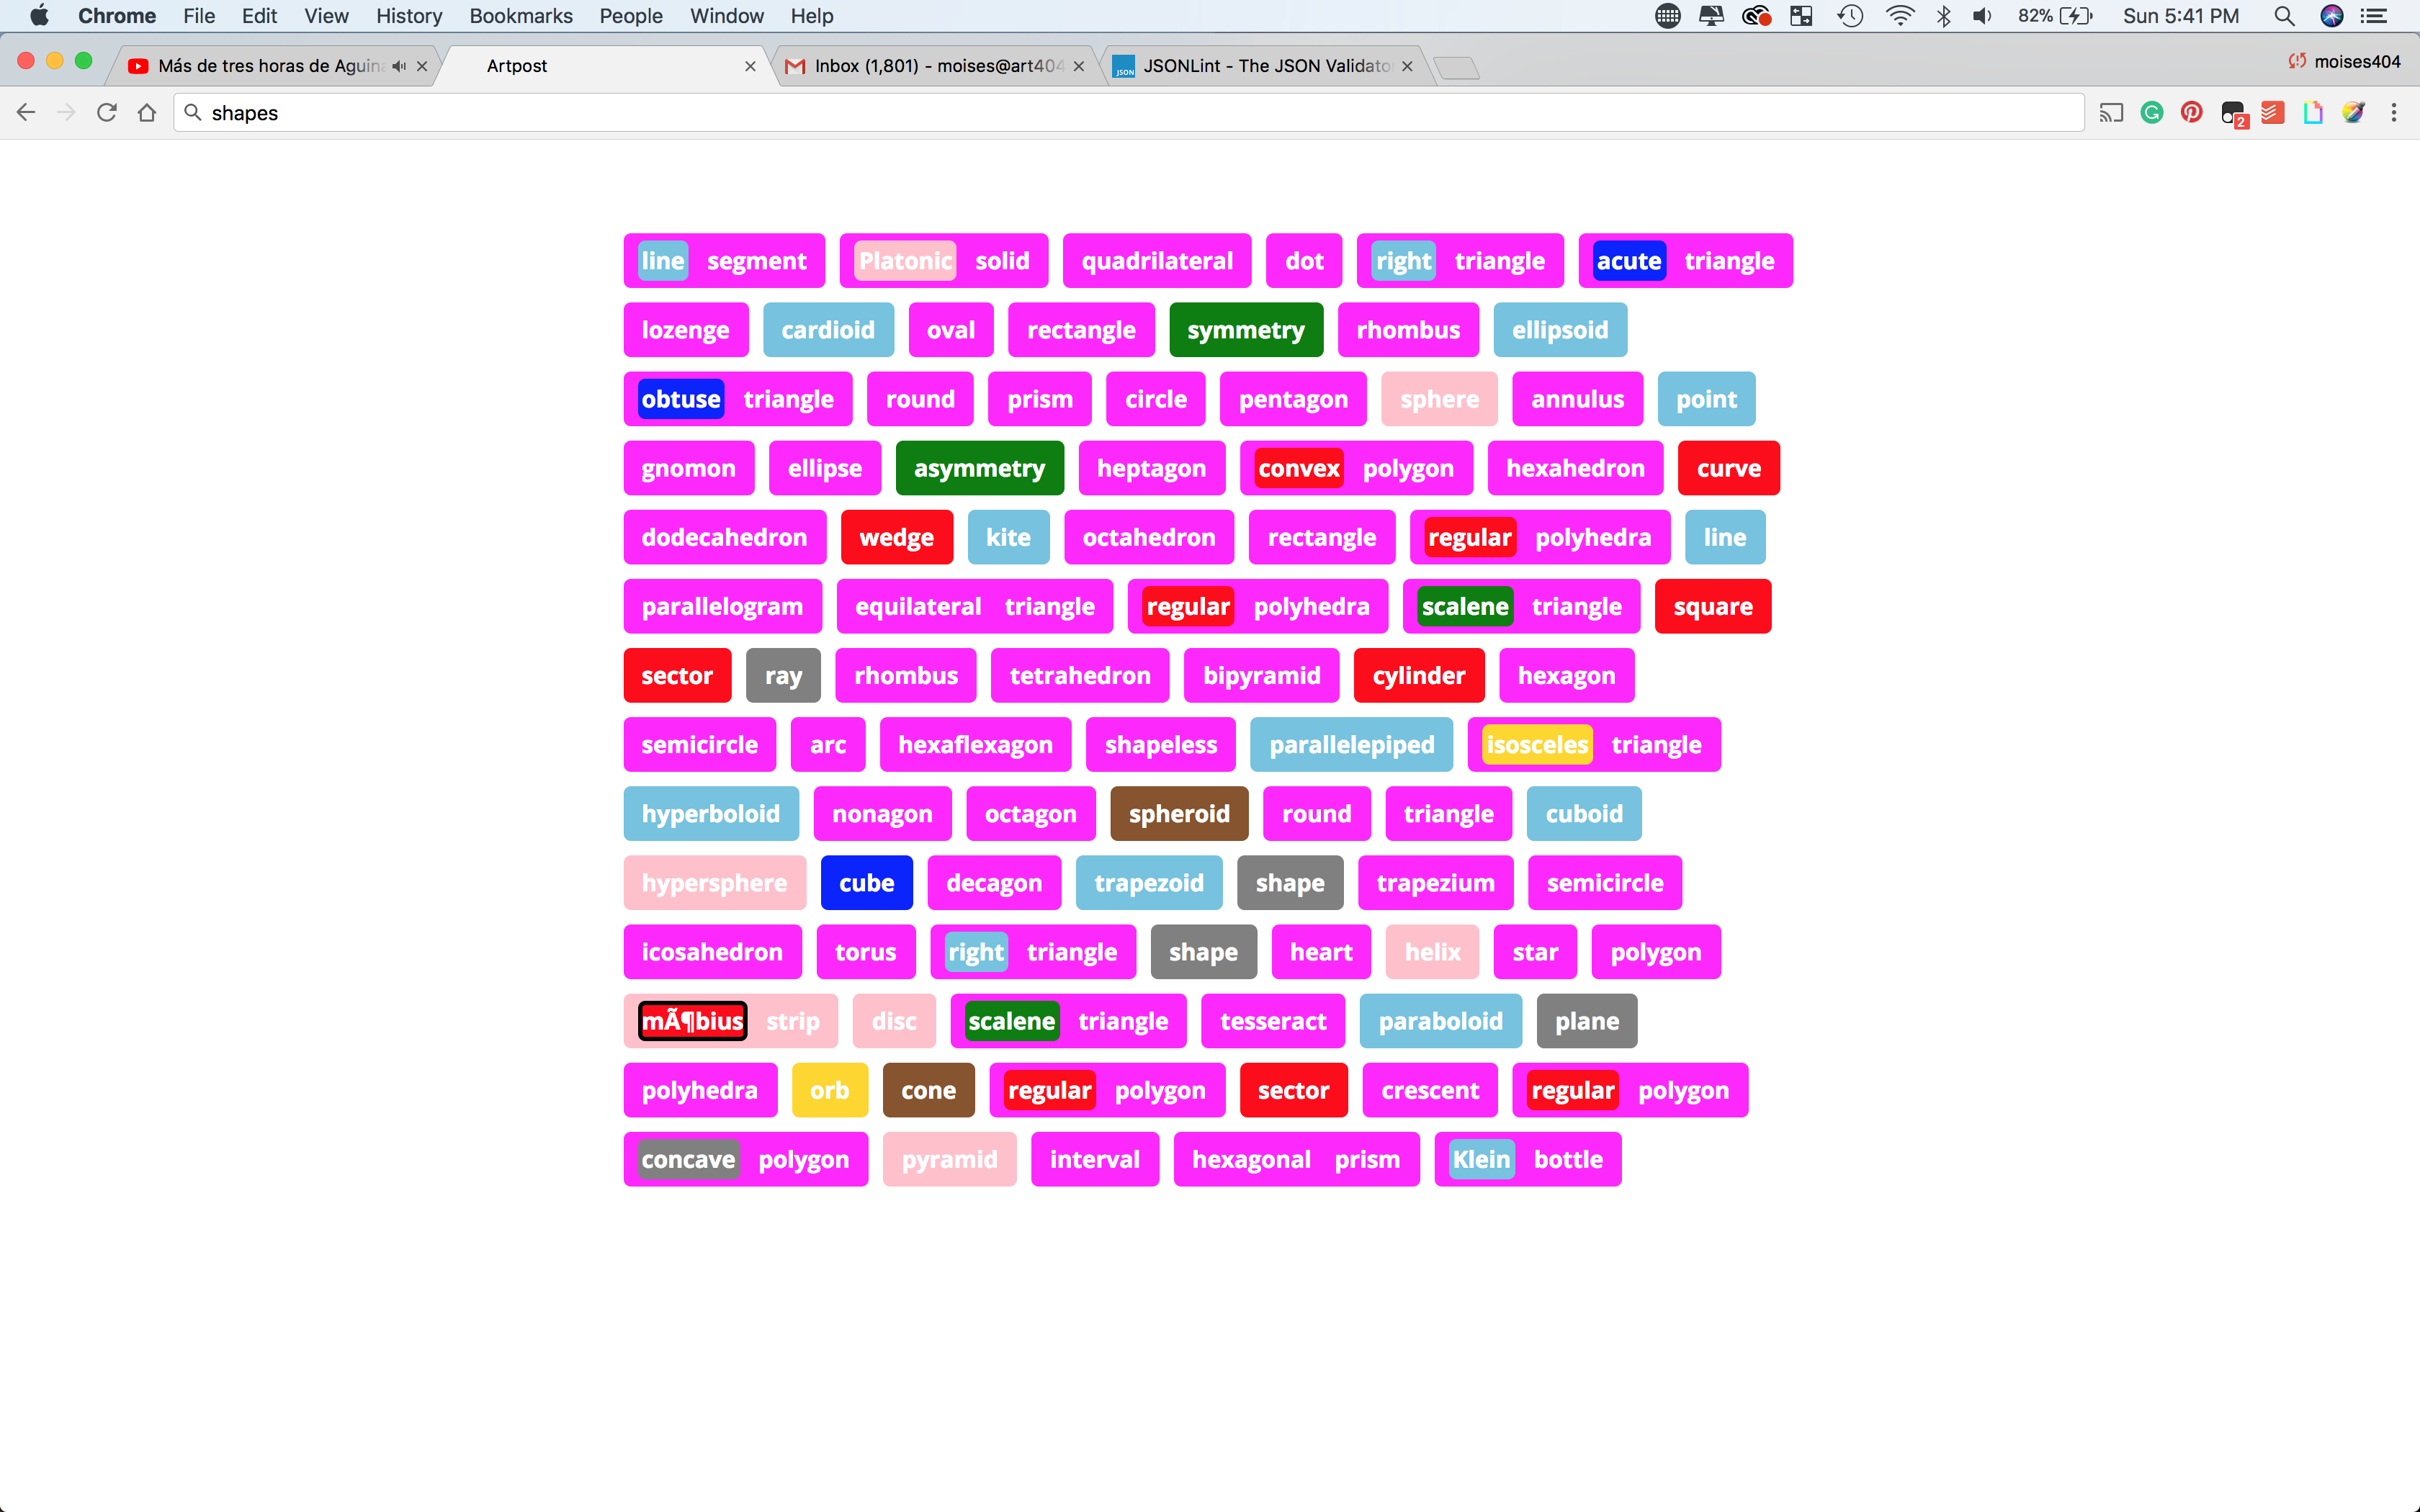 Chrome File Edit View History Bookmarks People Window Help 82% Sun 5:41 PM
Más de tres horas de Aguina Artpost Inbox (1,801) - moises@art404 JSON JSONLint - The JSON Validator moises404
shapes 2
line segment Platonic solid quadrilateral dot right triangle acute triangle
lozenge cardioid oval rectangle symmetry rhombus ellipsoid
obtuse triangle round prism circle pentagon sphere annulus point
gnomon ellipse asymmetry heptagon convex polygon hexahedron curve
dodecahedron wedge kite octahedron rectangle regular polyhedra line
parallelogram equilateral triangle regular polyhedra scalene triangle square
sector ray rhombus tetrahedron bipyramid cylinder hexagon
semicircle arc hexaflexagon shapeless parallelepiped isosceles triangle
hyperboloid nonagon octagon spheroid round triangle cuboid
hypersphere cube decagon trapezoid shape trapezium semicircle
icosahedron torus right triangle shape heart helix star polygon
mÃ¶bius strip disc scalene triangle tesseract paraboloid plane
polyhedra orb cone regular polygon sector crescent regular polygon
concave polygon pyramid interval hexagonal prism Klein bottle